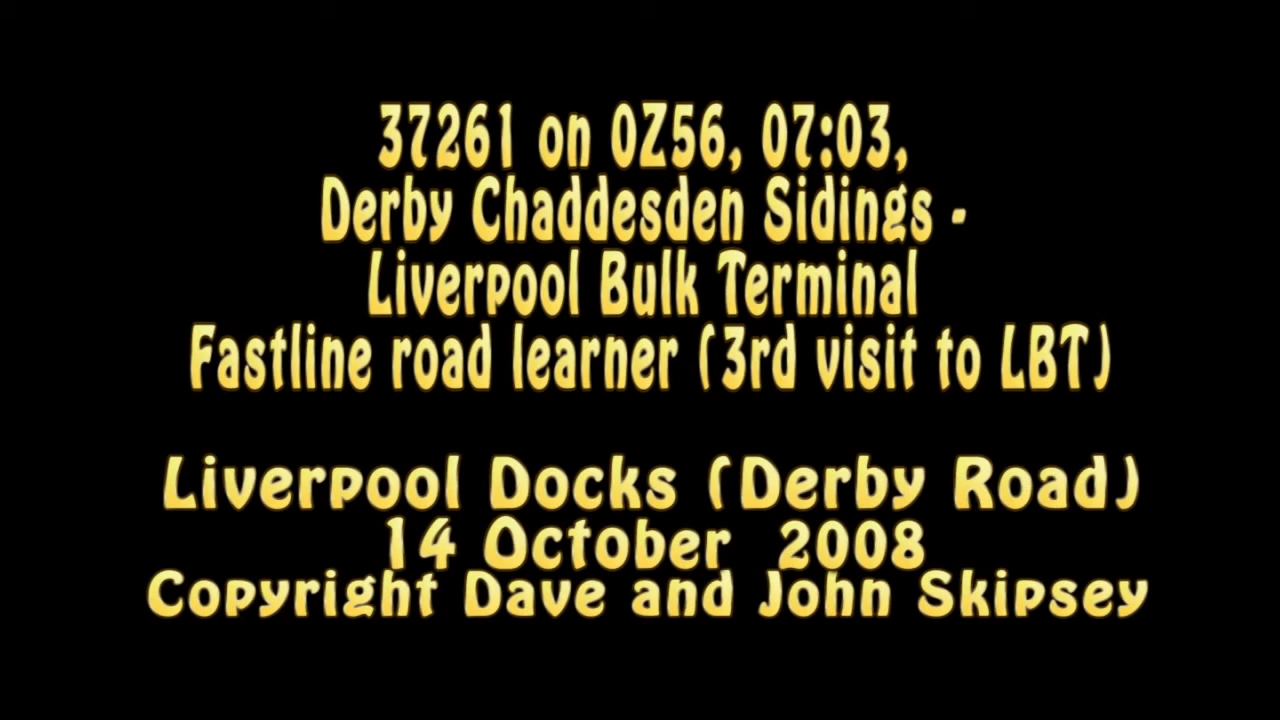 37261 on 0Z56, 07:03,
Derby Chaddesden Sidings -
Liverpool Bulk Terminal
Fastline road learner (3rd visit to LBT)
Liverpool Docks (Derby Road)
14 October 2008
Copyright Dave and John Skipsey